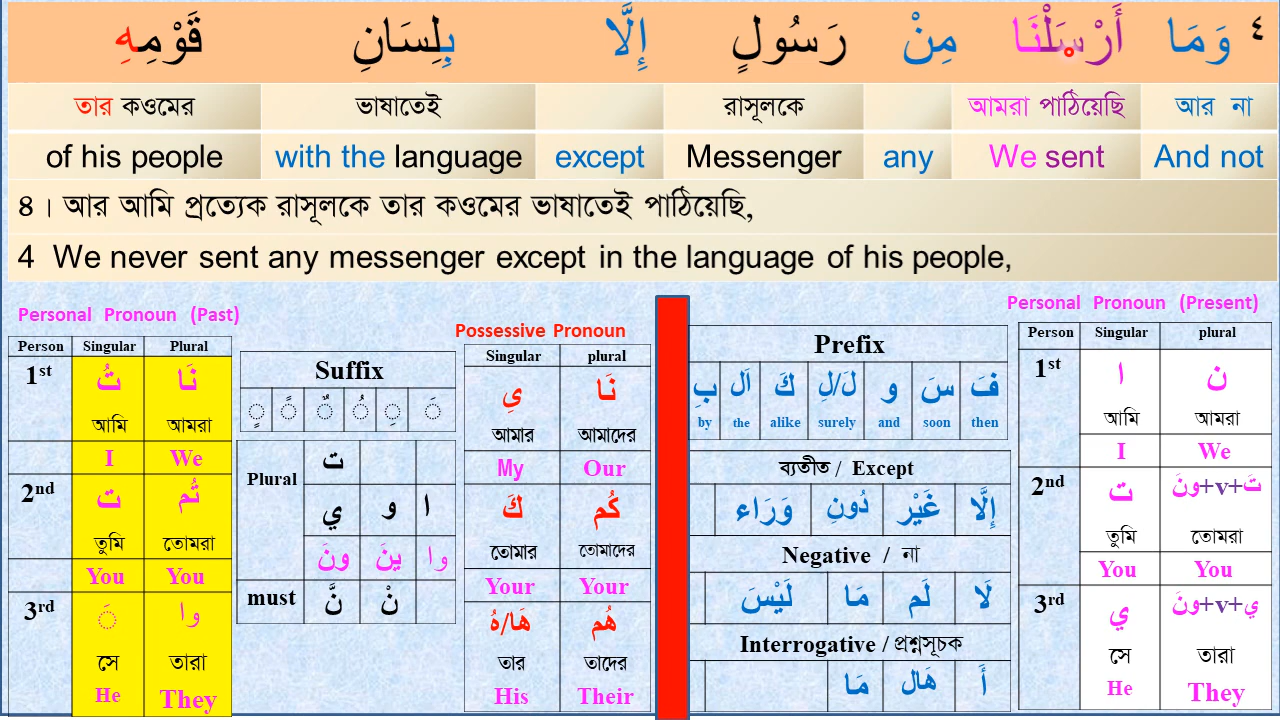 ٤ وَمَا أَرْسَلْنَا مِنْ رَسُولٍ إِلَّا بِلِسَانِ قَوْمِهِ
তার কওমের ভাষাতেই রাসূলকে আমরা পাঠিয়েছি আর না
of his people with the language except Messenger any We sent And not
৪। আর আমি প্রত্যেক রাসূলকে তার কওমের ভাষাতেই পাঠিয়েছি,
4 We never sent any messenger except in the language of his people,
Personal Pronoun (Past)
Person Singular Plural
1st تُ نَا
আমি আমরা
I We
2nd ت تُم
তুমি তোমরা
You You
3rd وا
সে তারা
He They
Suffix
Plural ت
ي و ا
ونَ ينَ وا
must نَّ نْ
Possessive Pronoun
Singular plural
يِ نَا
আমার আমাদের
My Our
كَ كُم
তোমার তোমাদের
Your Your
هَا/هُ هُم
তার তাদের
His Their
Prefix
بِ اَل كَ لَ/لِ و سَ فَ
by the alike surely and soon then
ব্যতীত / Except
إِلَّا غَيْر دُونِ وَرَاء
Negative / না
لَا لَم مَا لَيْسَ
Interrogative / প্রশ্নসূচক
أَ هَال مَا
Personal Pronoun (Present)
Person Singular plural
1st ا ن
আমি আমরা
I We
2nd ت تَ+v+ونَ
তুমি তোমরা
You You
3rd ي ي+v+ونَ
সে তারা
He They